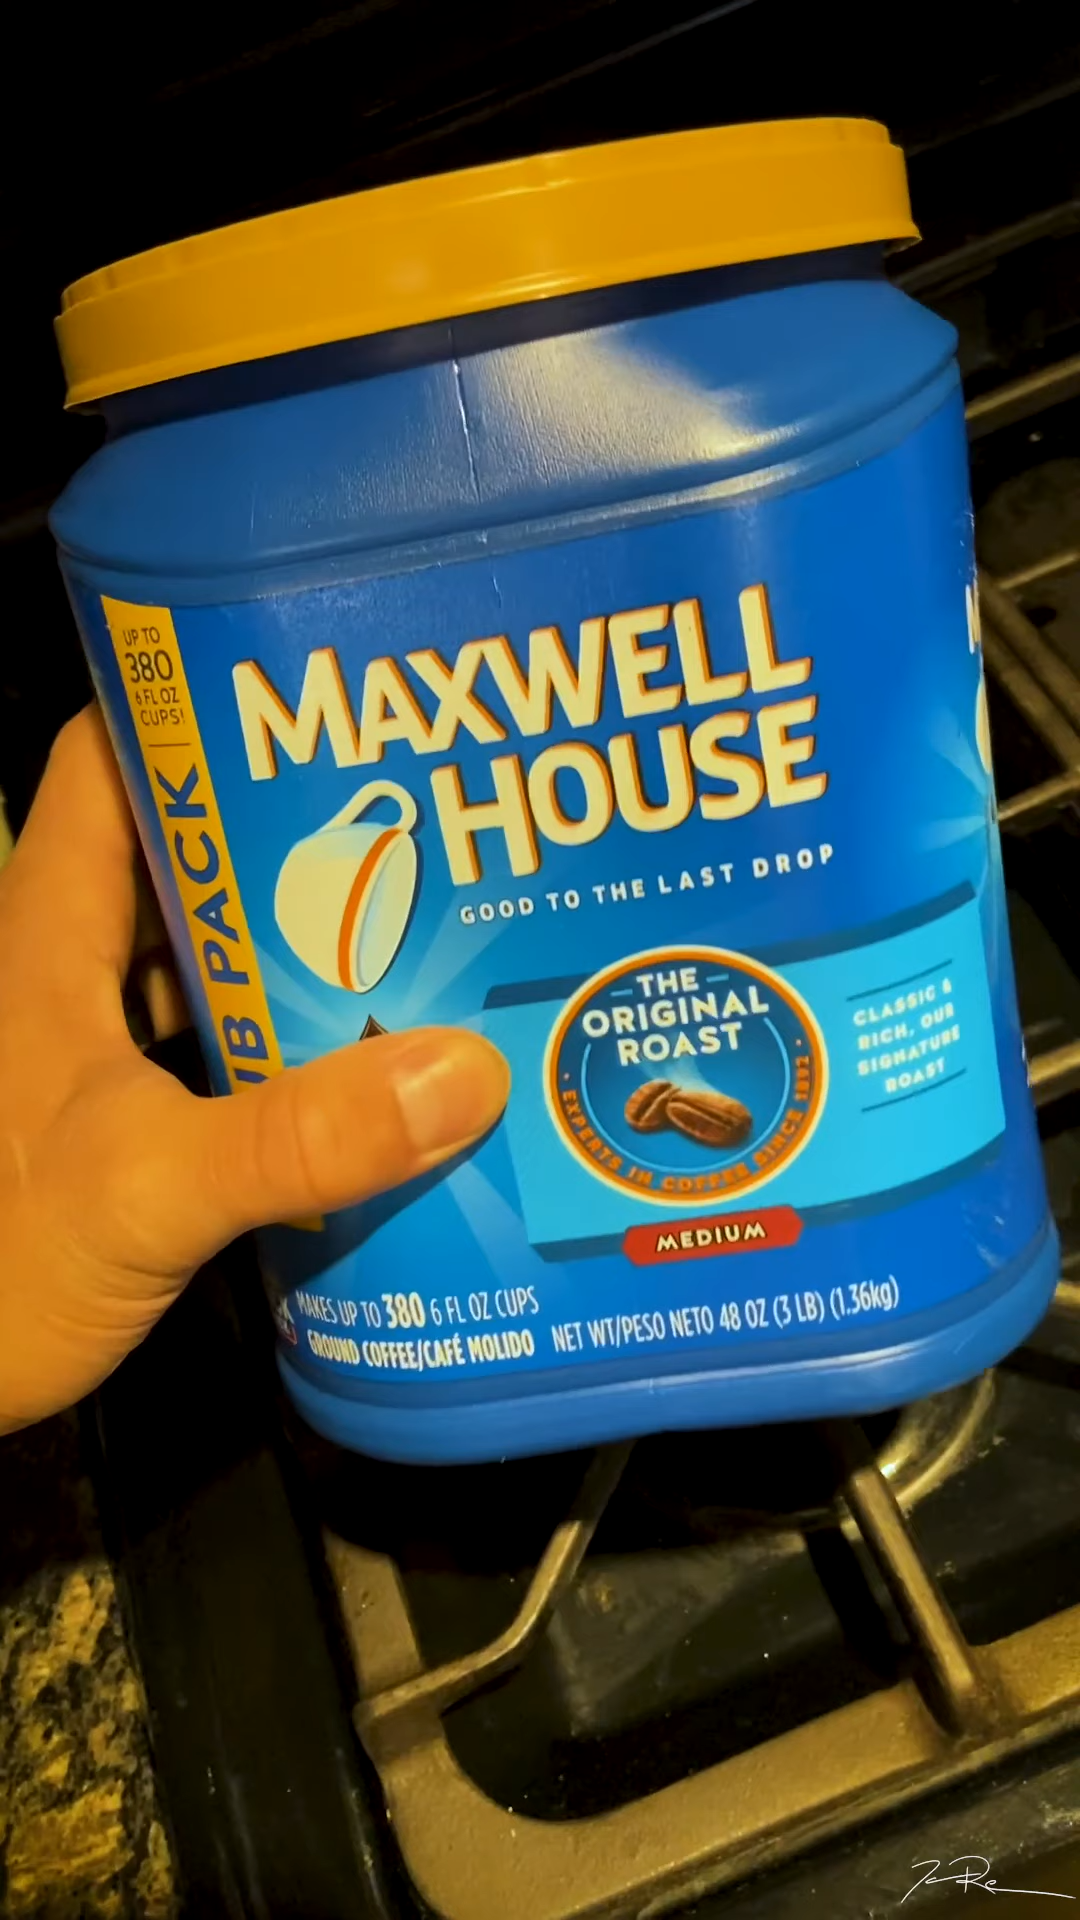 UP TO
380
6 FL OZ
CUPS!
PACK
MAXWELL
HOUSE
GOOD TO THE LAST DROP
THE
ORIGINAL
ROAST
EXPERTS IN COFFEE SINCE 1892
CLASSIC &
RICH, OUR
SIGNATURE
ROAST
MEDIUM
MAKES UP TO 380 6 FL OZ CUPS
GROUND COFFEE/CAFÉ MOLIDO NET WT/PESO NETO 48 OZ (3 LB) (1.36kg)